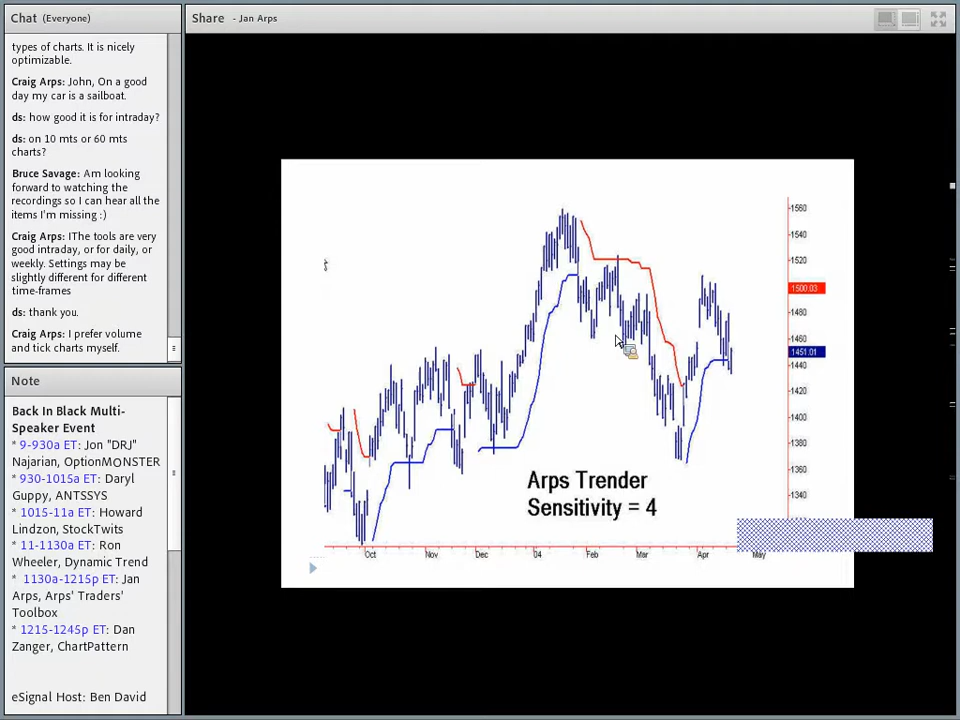 Chat (Everyone)
types of charts. It is nicely
optimizable.
Craig Arps: John, On a good
day my car is a sailboat.
ds: how good it is for intraday?
ds: on 10 mts or 60 mts
charts?
Bruce Savage: Am looking
forward to watching the
recordings so I can hear all the
items I'm missing :)
Craig Arps: IThe tools are very
good intraday, or for daily, or
weekly. Settings may be
slightly different for different
time-frames
ds: thank you.
Craig Arps: I prefer volume
and tick charts myself.
Note
Back In Black Multi-
Speaker Event
* 9-930a ET: Jon "DRJ"
Najarian, OptionMONSTER
* 930-1015a ET: Daryl
Guppy, ANTSSYS
* 1015-11a ET: Howard
Lindzon, StockTwits
* 11-1130a ET: Ron
Wheeler, Dynamic Trend
* 1130a-1215p ET: Jan
Arps, Arps' Traders'
Toolbox
* 1215-1245p ET: Dan
Zanger, ChartPattern
eSignal Host: Ben David
Share - Jan Arps
1560
1540
1520
1500.03
1480
1460
1451.01
1440
1420
1400
1380
1360
1340
Arps Trender
Sensitivity = 4
Oct Nov Dec '04 Feb Mar Apr May